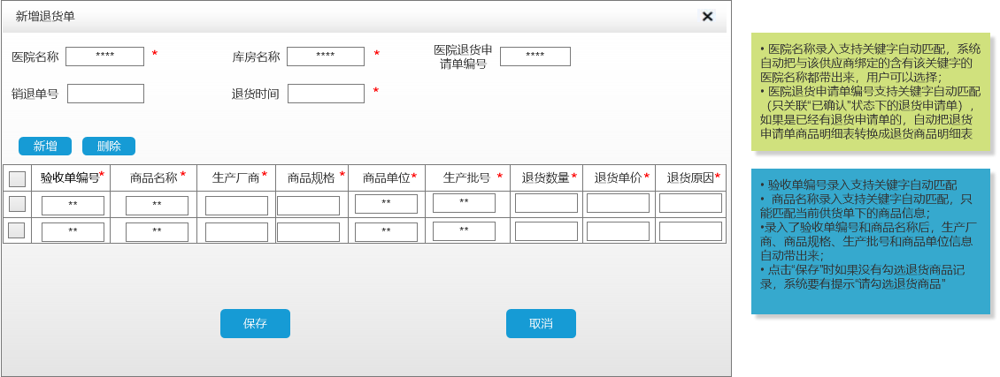 新增退货单
医院名称 **** *
库房名称 **** *
医院退货申
请单编号 ****
销退单号
退货时间 *
新增 删除
验收单编号* 商品名称* 生产厂商* 商品规格* 商品单位* 生产批号* 退货数量* 退货单价* 退货原因*
** ** ** **
** ** ** **
保存 取消
• 医院名称录入支持关键字自动匹配，系统
自动把与该供应商绑定的含有该关键字的
医院名称都带出来，用户可以选择；
• 医院退货申请单编号支持关键字自动匹配
（只关联“已确认”状态下的退货申请单），
如果是已经有退货申请单的，自动把退货
申请单商品明细表转换成退货商品明细表
• 验收单编号录入支持关键字自动匹配
• 商品名称录入支持关键字自动匹配，只
能匹配当前供货单下的商品信息；
•录入了验收单编号和商品名称后，生产厂
商、商品规格、生产批号和商品单位信息
自动带出来；
• 点击“保存”时如果没有勾选退货商品记
录，系统要有提示“请勾选退货商品”